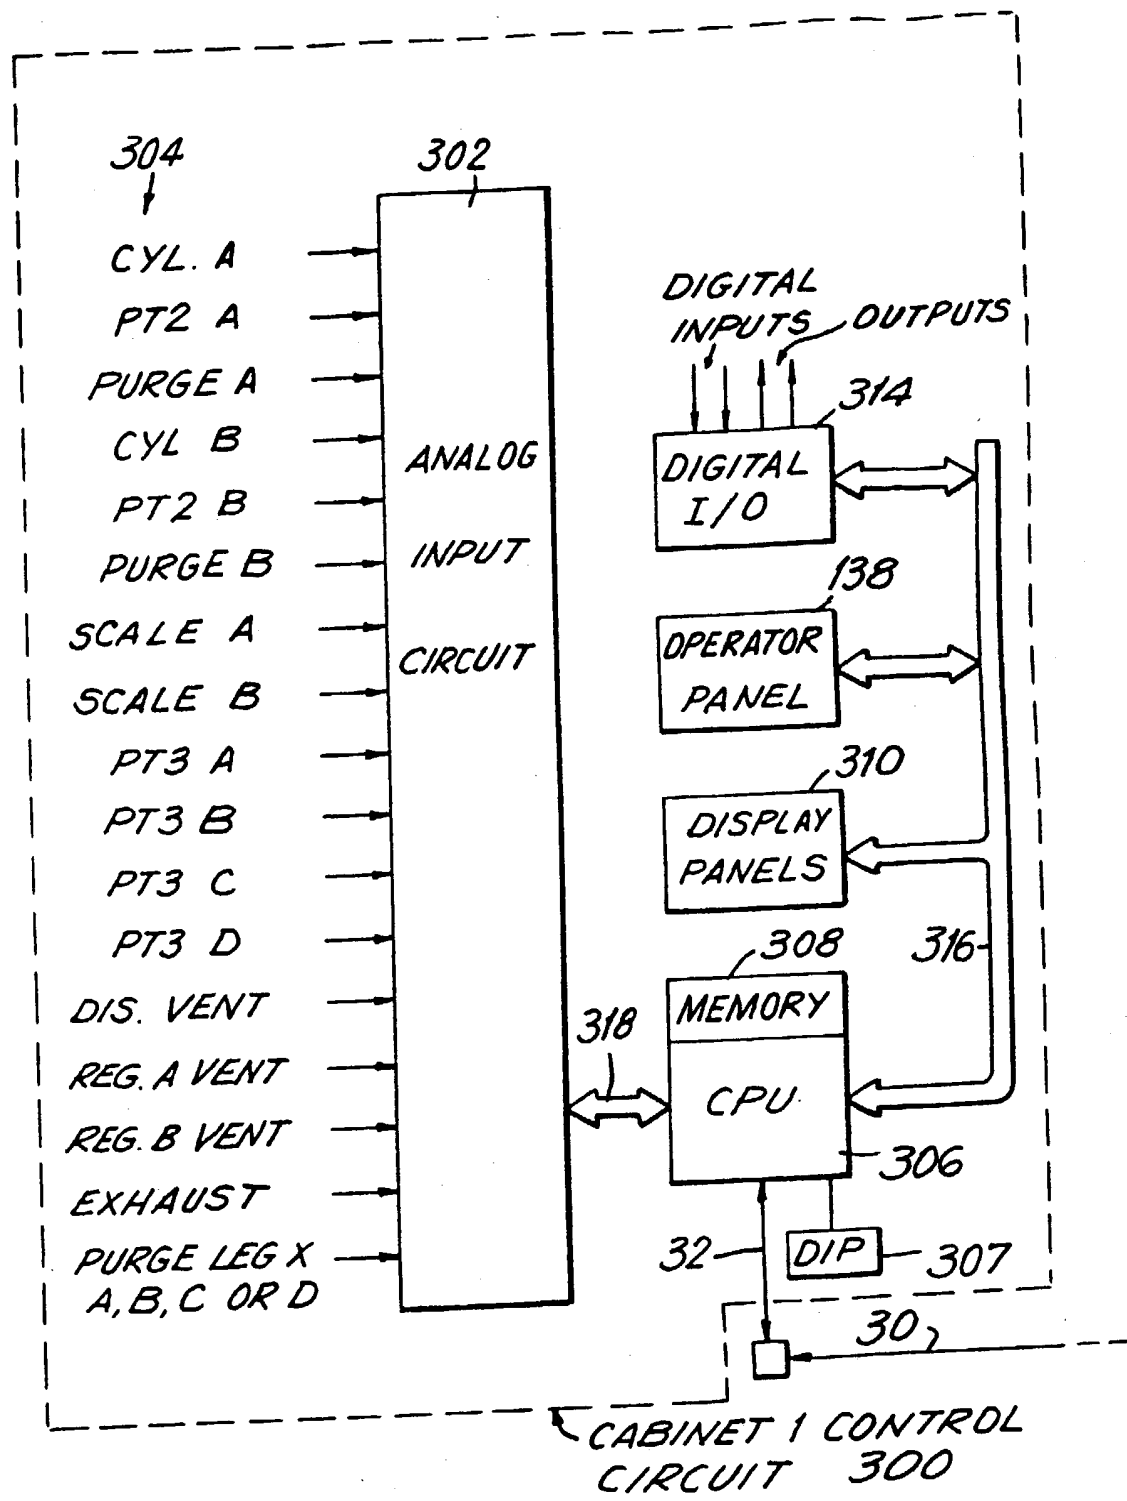 304
302
CYL. A
PT2 A
PURGE A
CYL B
PT2 B
PURGE B
SCALE A
SCALE B
PT3 A
PT3 B
PT3 C
PT3 D
DIS. VENT
REG. A VENT
REG. B VENT
EXHAUST
PURGE LEG X
A, B, C OR D
ANALOG
INPUT
CIRCUIT
DIGITAL
INPUTS
OUTPUTS
314
DIGITAL
I/O
138
OPERATOR
PANEL
310
DISPLAY
PANELS
316
308
MEMORY
318
CPU
306
32
DIP
307
30
CABINET 1 CONTROL
CIRCUIT 300